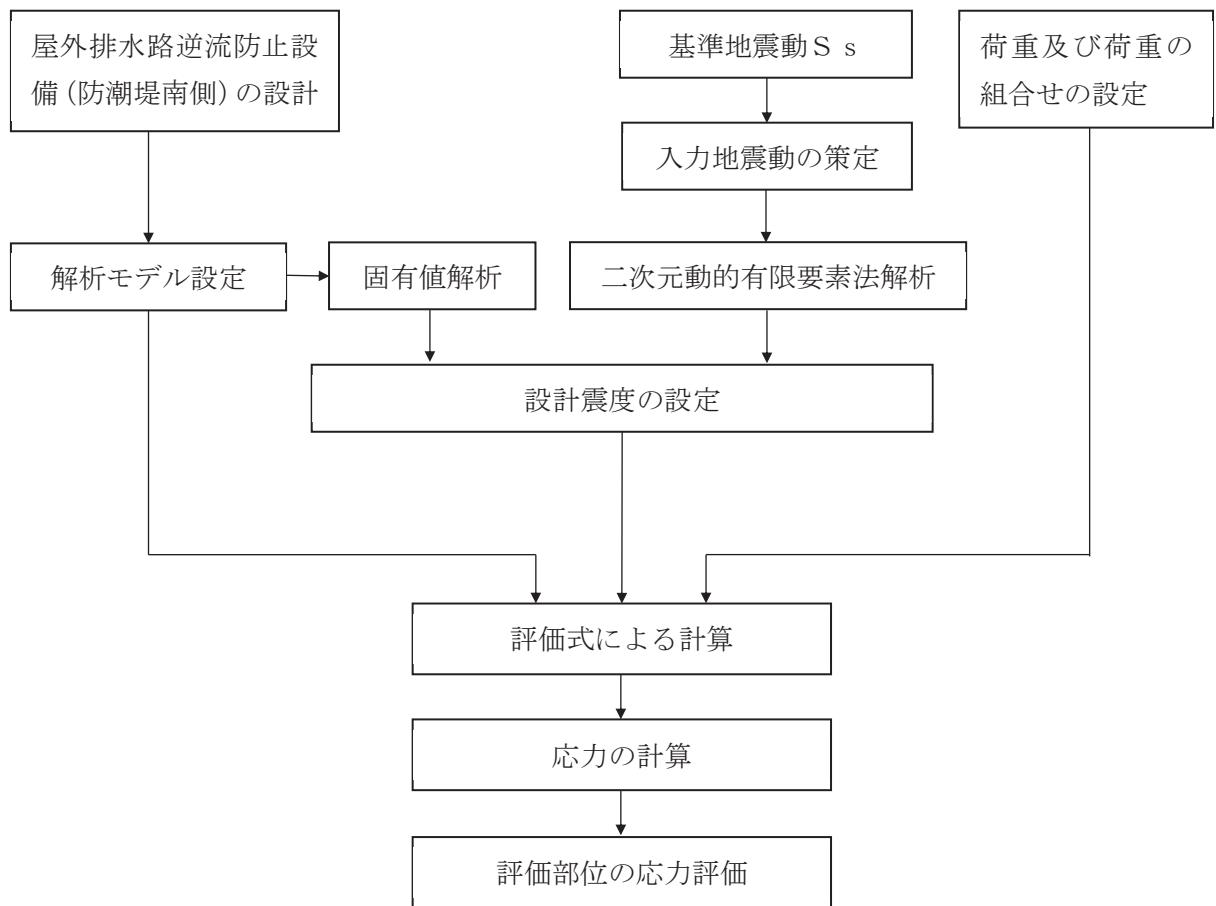 屋外排水路逆流防止設
備(防潮堤南側)の設計
基準地震動Ｓｓ
荷重及び荷重の
組合せの設定
入力地震動の策定
解析モデル設定
固有値解析
二次元動的有限要素法解析
設計震度の設定
評価式による計算
応力の計算
評価部位の応力評価